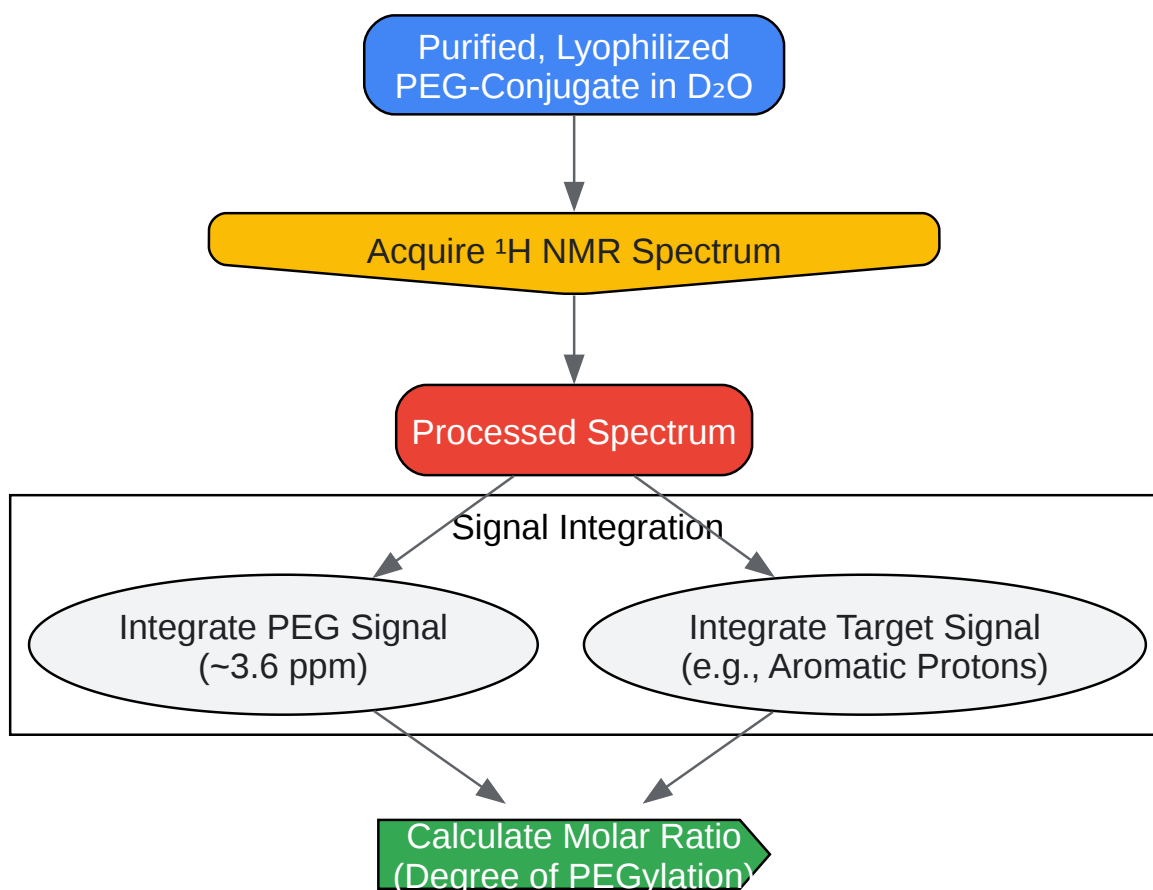 Purified, Lyophilized
PEG-Conjugate in D₂O
Acquire ¹H NMR Spectrum
Processed Spectrum
Signal Integration
Integrate PEG Signal
(~3.6 ppm)
Integrate Target Signal
(e.g., Aromatic Protons)
Calculate Molar Ratio
(Degree of PEGylation)